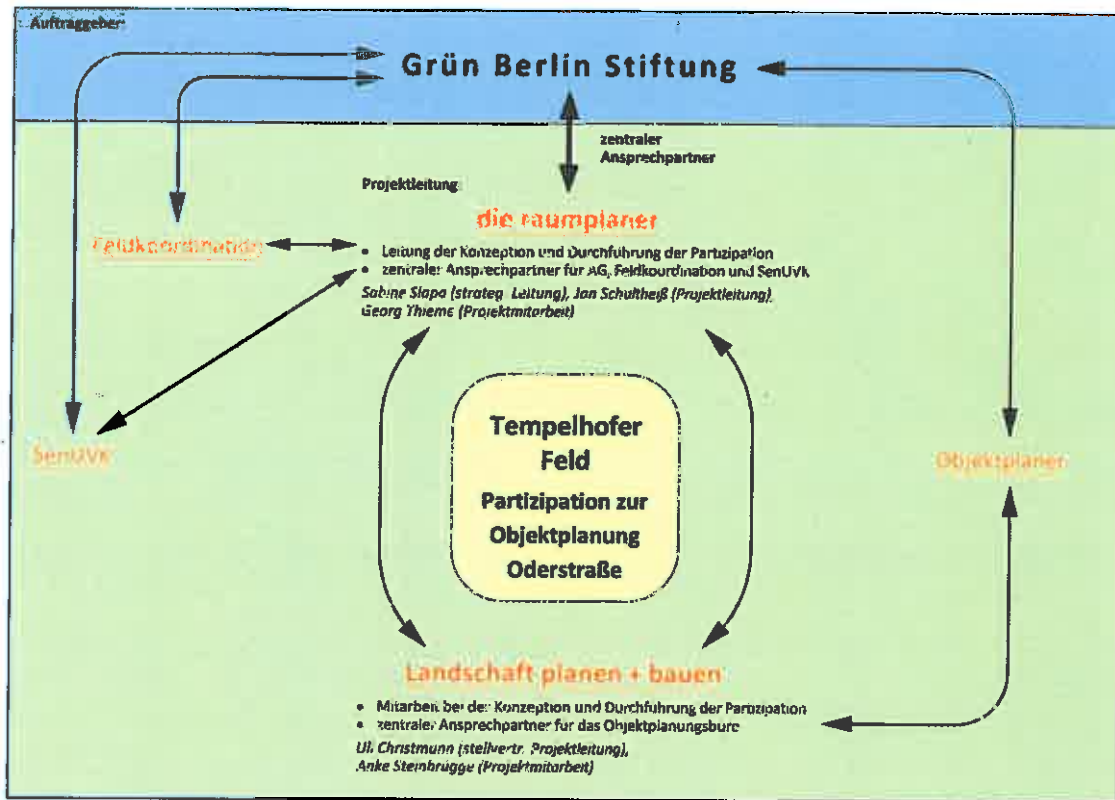 Auftraggeber
Grün Berlin Stiftung
zentraler
Ansprechpartner
Projektleitung
die raumplaner
Feldkoordination
• Leitung der Konzeption und Durchführung der Partizipation
• zentraler Ansprechpartner für AG, Feldkoordination und SenUVK
Sabine Slapa (strateg. Leitung), Jan Schultheiß (Projektleitung),
Georg Thieme (Projektmitarbeit)
Tempelhofer
Feld
Partizipation zur
Objektplanung
Oderstraße
SenUVK
Objektplaner
Landschaft planen + bauen
• Mitarbeit bei der Konzeption und Durchführung der Partizipation
• zentraler Ansprechpartner für das Objektplanungsbüro
Uli Christmann (stellvertr. Projektleitung),
Anke Steinbrügge (Projektmitarbeit)